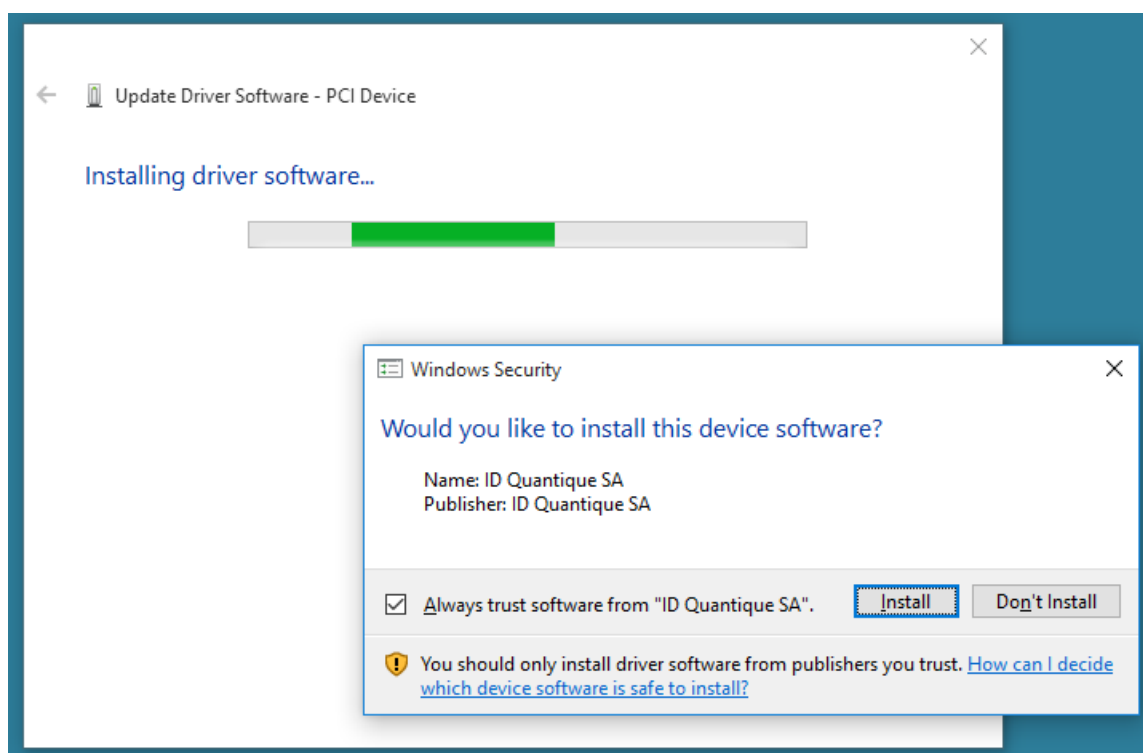 Update Driver Software - PCI Device
Installing driver software...
Windows Security
Would you like to install this device software?
Name: ID Quantique SA
Publisher: ID Quantique SA
Always trust software from "ID Quantique SA".
Install
Don't Install
You should only install driver software from publishers you trust. How can I decide
which device software is safe to install?